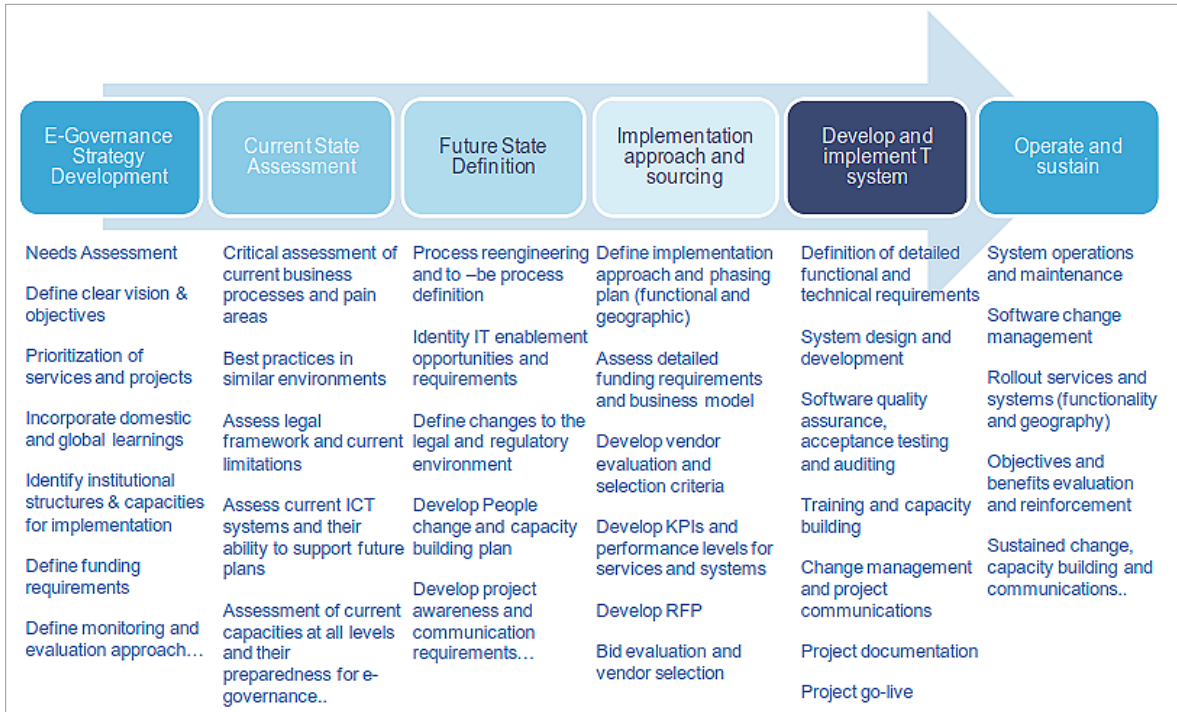 E-Governance
Strategy
Development
Current State
Assessment
Future State
Definition
Implementation
approach and
sourcing
Develop and
implement T
system
Operate and
sustain
Needs Assessment
Define clear vision &
objectives
Prioritization of
services and projects
Incorporate domestic
and global learnings
Identify institutional
structures & capacities
for implementation
Define funding
requirements
Define monitoring and
evaluation approach…
Critical assessment of
current business
processes and pain
areas
Best practices in
similar environments
Assess legal
framework and current
limitations
Assess current ICT
systems and their
ability to support future
plans
Assessment of current
capacities at all levels
and their
preparedness for e-
governance..
Process reengineering
and to –be process
definition
Identity IT enablement
opportunities and
requirements
Define changes to the
legal and regulatory
environment
Develop People
change and capacity
building plan
Develop project
awareness and
communication
requirements…
Define implementation
approach and phasing
plan (functional and
geographic)
Assess detailed
funding requirements
and business model
Develop vendor
evaluation and
selection criteria
Develop KPIs and
performance levels for
services and systems
Develop RFP
Bid evaluation and
vendor selection
Definition of detailed
functional and
technical requirements
System design and
development
Software quality
assurance,
acceptance testing
and auditing
Training and capacity
building
Change management
and project
communications
Project documentation
Project go-live
System operations
and maintenance
Software change
management
Rollout services and
systems (functionality
and geography)
Objectives and
benefits evaluation
and reinforcement
Sustained change,
capacity building and
communications..